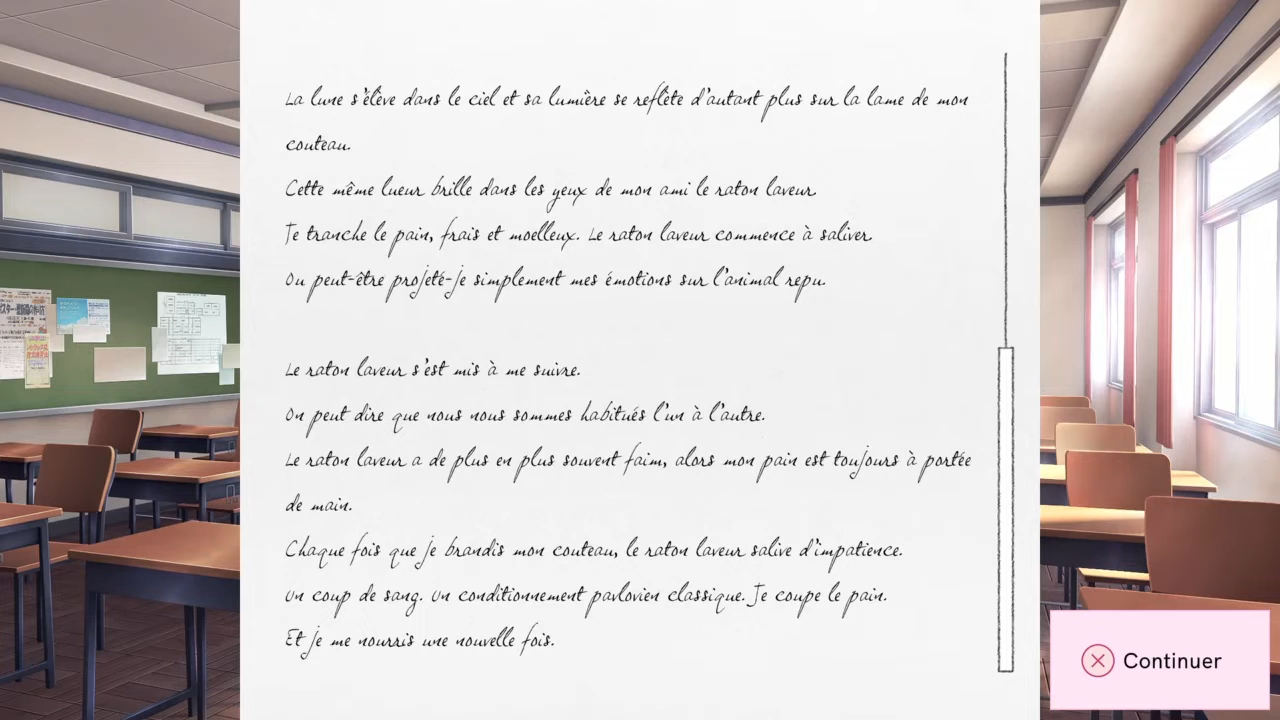 La lune s'élève dans le ciel et sa lumière se reflète d'autant plus sur la lame de mon
couteau.
Cette même lueur brille dans les yeux de mon ami le raton laveur
Je tranche le pain, frais et moelleux. Le raton laveur commence à saliver
Ou peut-être projeté-je simplement mes émotions sur l'animal repu.
Le raton laveur s'est mis à me suivre.
On peut dire que nous nous sommes habitués l'un à l'autre.
Le raton laveur a de plus en plus souvent faim, alors mon pain est toujours à portée
de main.
Chaque fois que je brandis mon couteau, le raton laveur salive d'impatience.
Un coup de sang. Un conditionnement pavlovien classique. Je coupe le pain.
Et je me nourris une nouvelle fois.
Continuer